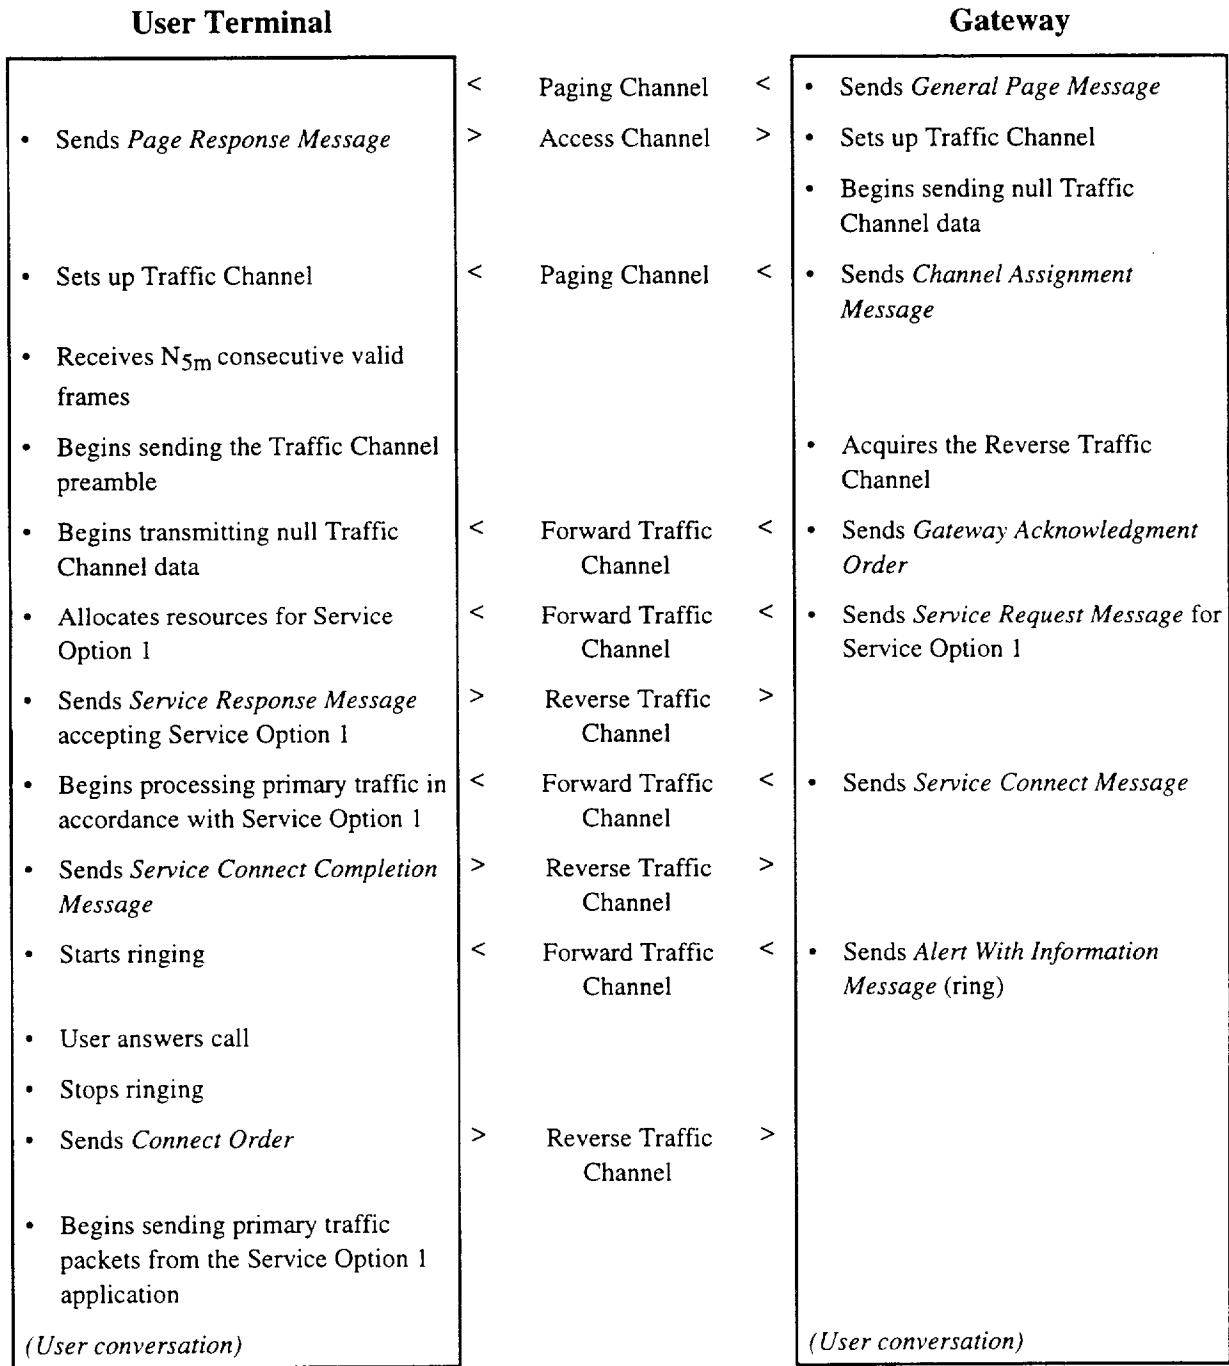 User Terminal
Gateway
< Paging Channel < • Sends General Page Message
• Sends Page Response Message > Access Channel > • Sets up Traffic Channel
• Begins sending null Traffic
Channel data
• Sets up Traffic Channel < Paging Channel < • Sends Channel Assignment
Message
• Receives N5m consecutive valid
frames
• Begins sending the Traffic Channel • Acquires the Reverse Traffic
preamble Channel
• Begins transmitting null Traffic < Forward Traffic < • Sends Gateway Acknowledgment
Channel data Channel Order
• Allocates resources for Service < Forward Traffic < • Sends Service Request Message for
Option 1 Channel Service Option 1
• Sends Service Response Message > Reverse Traffic >
accepting Service Option 1 Channel
• Begins processing primary traffic in < Forward Traffic < • Sends Service Connect Message
accordance with Service Option 1 Channel
• Sends Service Connect Completion > Reverse Traffic >
Message Channel
• Starts ringing < Forward Traffic < • Sends Alert With Information
Channel Message (ring)
• User answers call
• Stops ringing
• Sends Connect Order > Reverse Traffic >
Channel
• Begins sending primary traffic
packets from the Service Option 1
application
(User conversation) (User conversation)